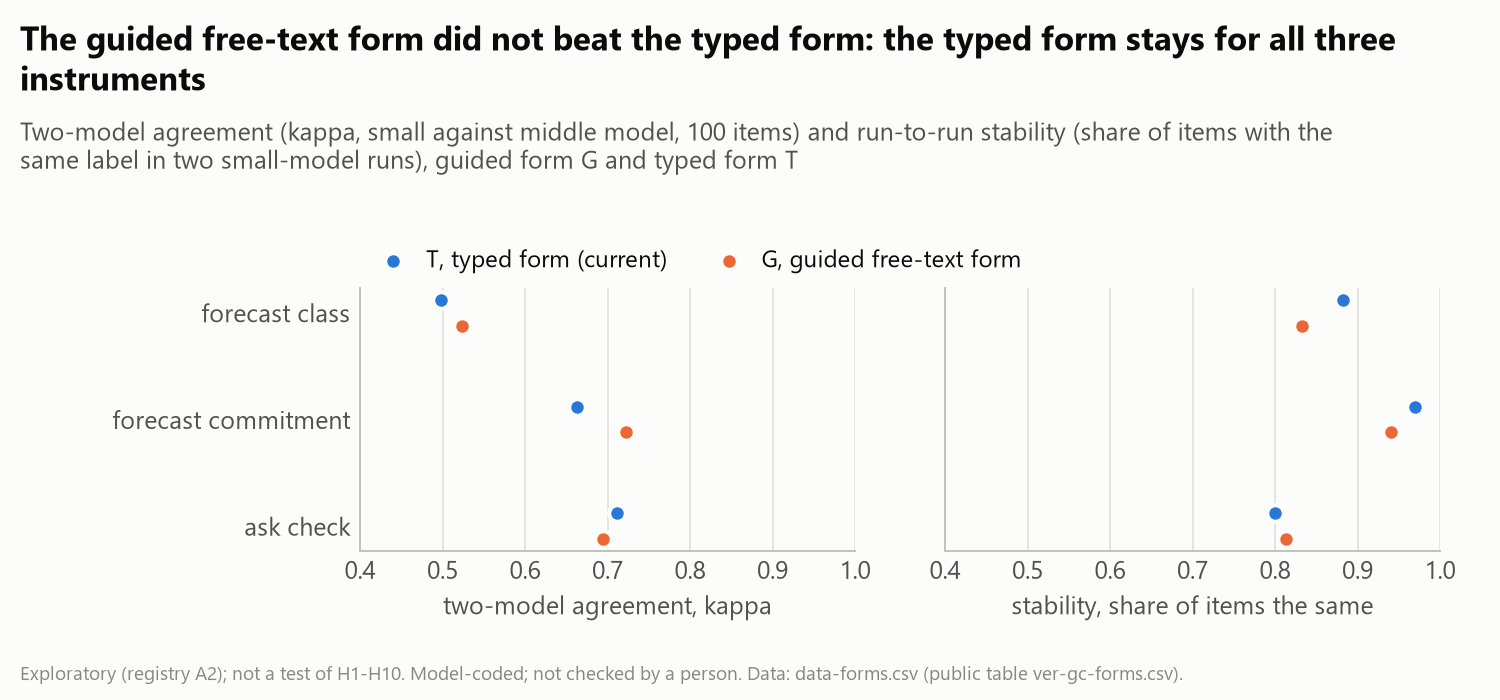 The guided free-text form did not beat the typed form: the typed form stays for all three
instruments
Two-model agreement (kappa, small against middle model, 100 items) and run-to-run stability (share of items with the
same label in two small-model runs), guided form G and typed form T
T, typed form (current)
G, guided free-text form
forecast class
forecast commitment
ask check
0.4 0.5 0.6 0.7 0.8 0.9 1.0
two-model agreement, kappa
0.4 0.5 0.6 0.7 0.8 0.9 1.0
stability, share of items the same
Exploratory (registry A2); not a test of H1-H10. Model-coded; not checked by a person. Data: data-forms.csv (public table ver-gc-forms.csv).